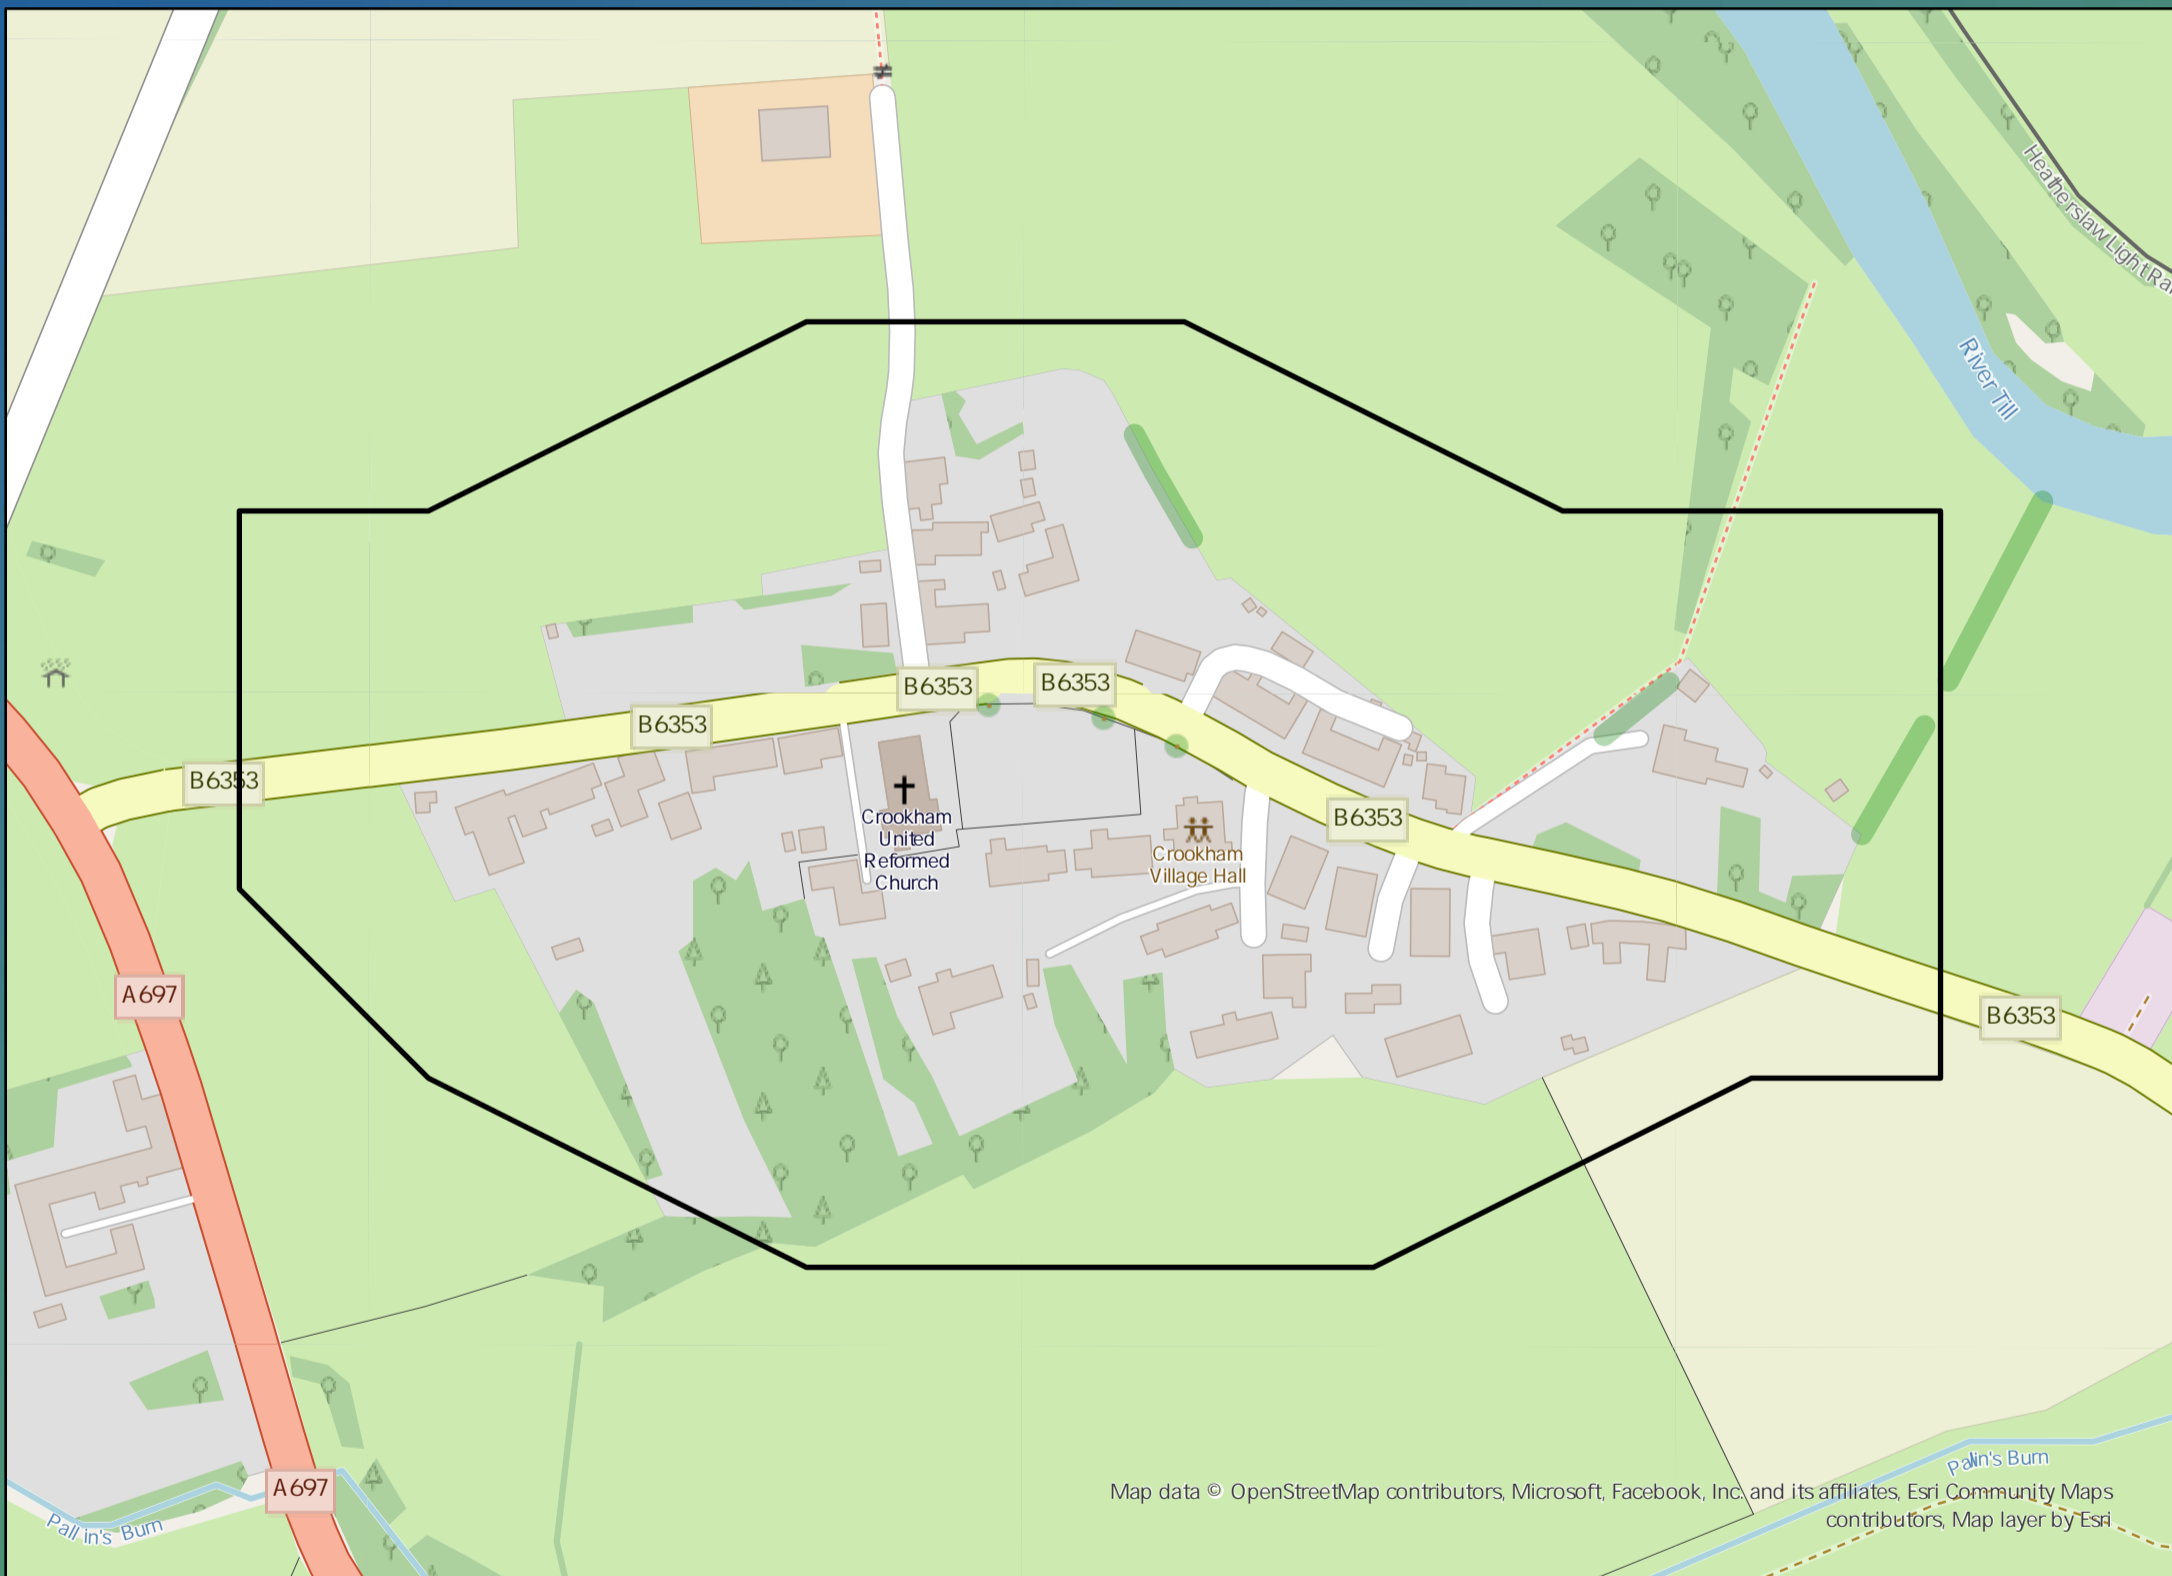 Heatherslaw Light Rai
River Till
B6353
B6353
B6353
B6353
B6353
Crookham
United
Reformed
Church
Crookham
Village Hall
A697
B6353
A697
Pallin's Burn
Pallin's Burn
Map data © OpenStreetMap contributors, Microsoft, Facebook, Inc. and its affiliates, Esri Community Maps
contributors, Map layer by Esri